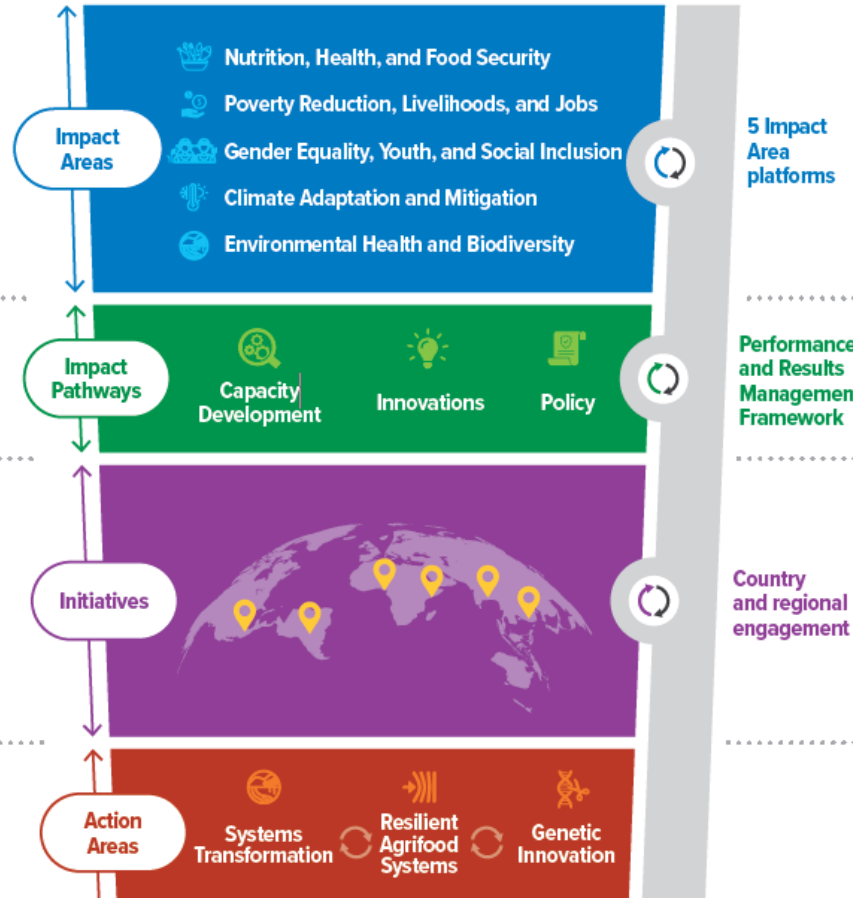 Impact
Areas
Nutrition, Health, and Food Security
Poverty Reduction, Livelihoods, and Jobs
Gender Equality, Youth, and Social Inclusion
Climate Adaptation and Mitigation
Environmental Health and Biodiversity
5 Impact
Area
platforms
Impact
Pathways
Capacity
Development
Innovations
Policy
Performance
and Results
Managemen
Framework
Initiatives
Country
and regional
engagement
Action
Areas
Systems
Transformation
Resilient
Agrifood
Systems
Genetic
Innovation